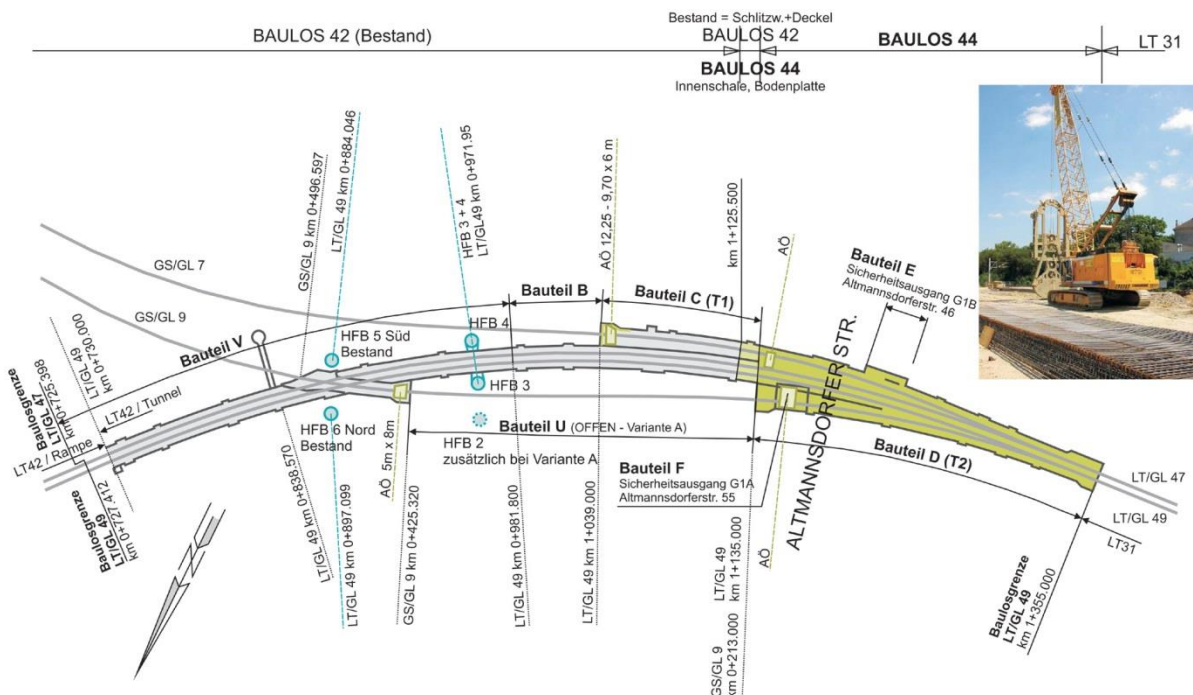 Bestand = Schlitzw.+Deckel
BAULOS 42 (Bestand)
BAULOS 42
BAULOS 44
LT 31
BAULOS 44
Innenschale, Bodenplatte
GS/GL 9 km 0+496.597
LT/GL 49 km 0+884.046
HFB 3 + 4
LT/GL49 km 0+971.95
AÖ 12,25 - 9,70 x 6 m
km 1+125.500
AÖ
Bauteil E
Sicherheitsausgang G1B
Altmannsdorferstr. 46
GS/GL 7
GS/GL 9
Bauteil V
Bauteil B
Bauteil C (T1)
HFB 5 Süd
Bestand
HFB 4
HFB 3
Baulosgrenze
LT/GL 47
km 0+725.398
LT/GL 49
km 0+730.000
LT42 / Tunnel
LT42 / Rampe
HFB 6 Nord
Bestand
AÖ 5m x 8m
Bauteil U (OFFEN - Variante A)
HFB 2
zusätzlich bei Variante A
Bauteil F
Sicherheitsausgang G1A
Altmannsdorferstr. 55
ALTMANNSDORFER STR.
Bauteil D (T2)
LT/GL 47
LT/GL 49
LT31
Baulosgrenze
LT/GL 49
km 0+727.412
LT/GL 49 km 0+838.570
LT/GL 49 km 0+897.099
GS/GL 9 km 0+425.320
LT/GL 49 km 0+981.800
LT/GL 49 km 1+039.000
LT/GL 49
km 1+135.000
GS/GL 9
km 0+213.000
AÖ
Baulosgrenze
LT/GL 49
km 1+355.000